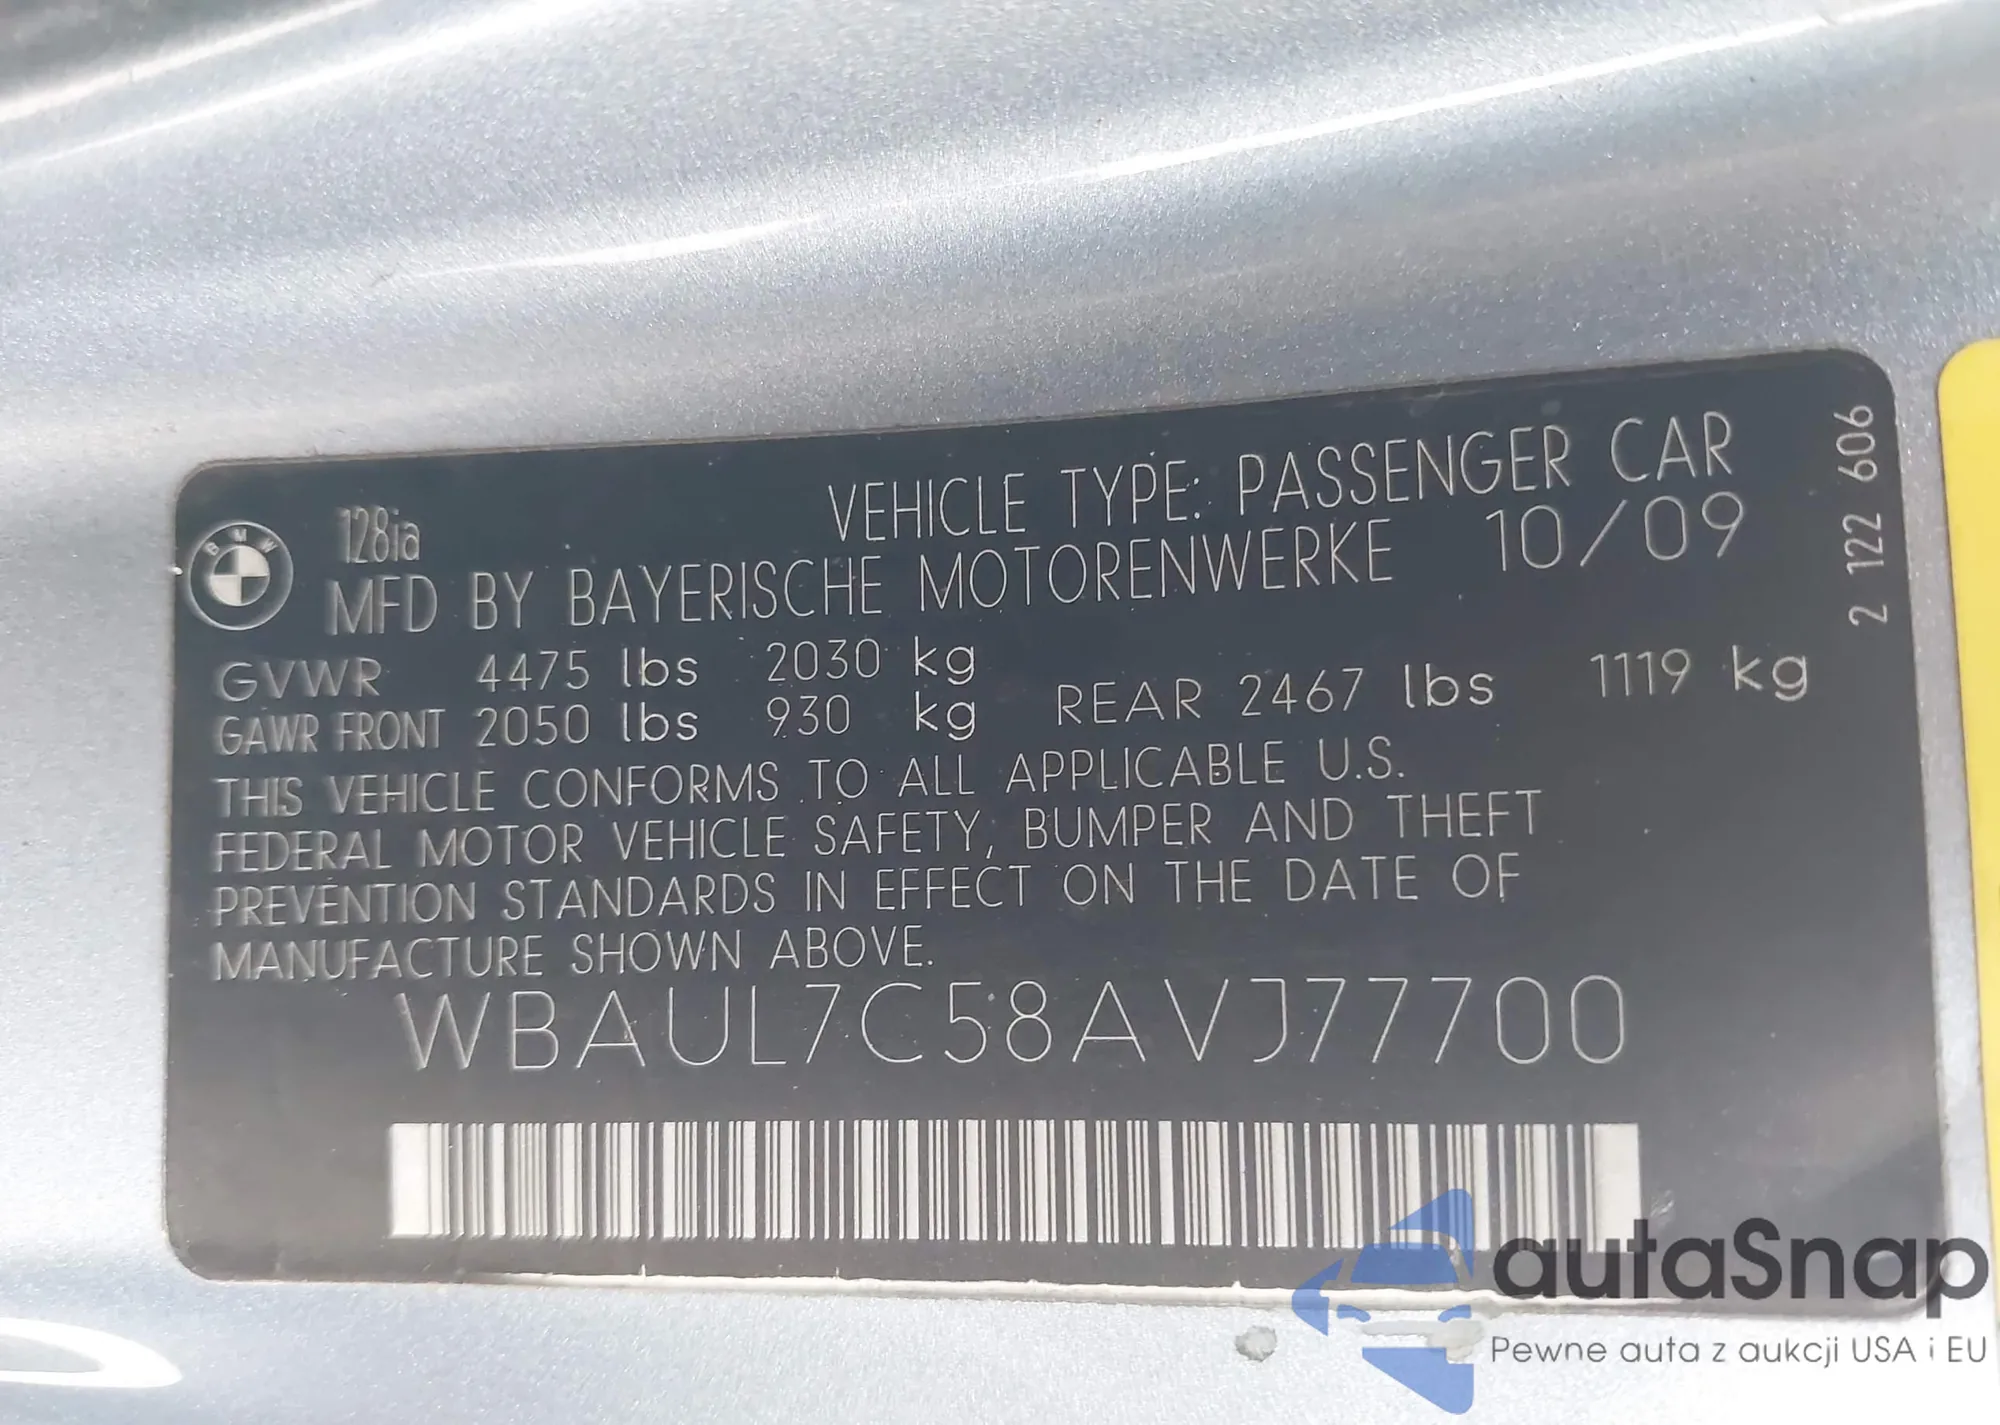 BMW
128ia
VEHICLE TYPE: PASSENGER CAR
MFD BY BAYERISCHE MOTORENWERKE 10/09
GVWR 4475 lbs 2030 kg
GAWR FRONT 2050 lbs 930 kg REAR 2467 lbs 1119 kg
THIS VEHICLE CONFORMS TO ALL APPLICABLE U.S.
FEDERAL MOTOR VEHICLE SAFETY, BUMPER AND THEFT
PREVENTION STANDARDS IN EFFECT ON THE DATE OF
MANUFACTURE SHOWN ABOVE.
WBAUL7C58AVJ77700
2 122 606
autaSnap
Pewne auta z aukcji USA i EU